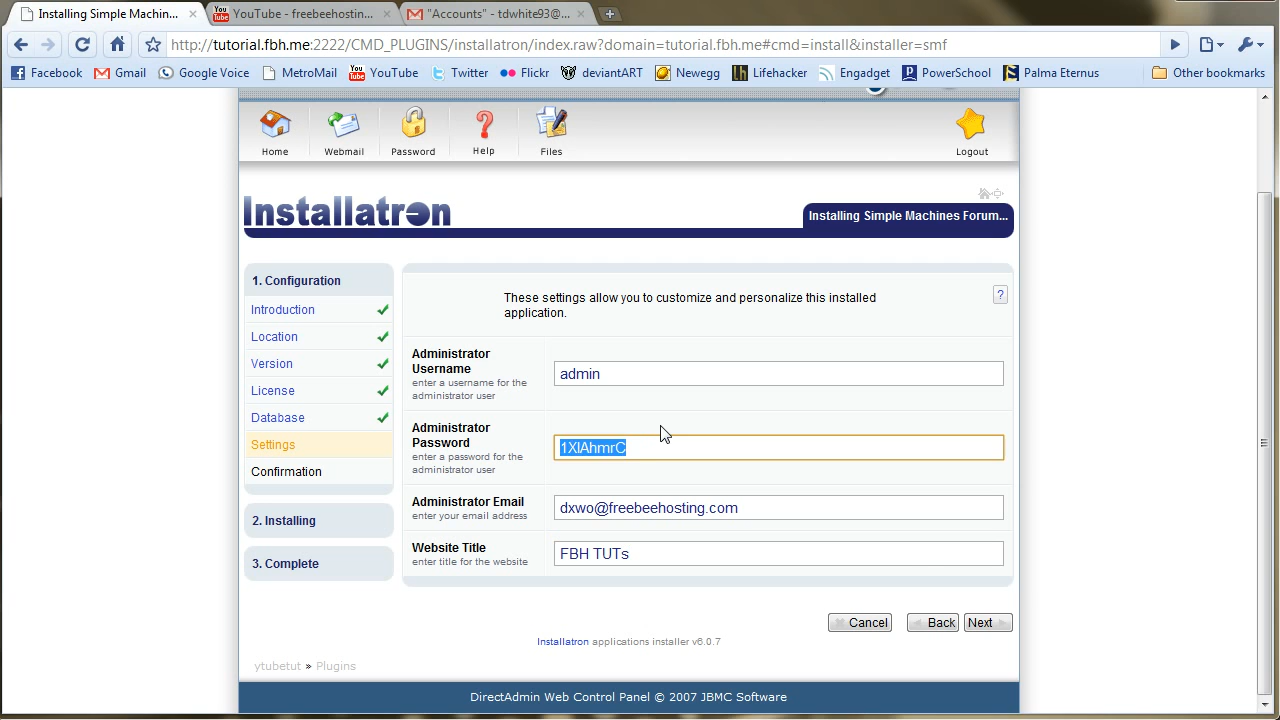 Installing Simple Machin...
YouTube - freebeehostin...
"Accounts" - tdwhite93@...
http://tutorial.fbh.me:2222/CMD_PLUGINS/installatron/index.raw?domain=tutorial.fbh.me#cmd=install&installer=smf
Facebook Gmail Google Voice MetroMail YouTube Twitter Flickr deviantART Newegg Lifehacker Engadget PowerSchool Palma Eternus Other bookmarks
Home Webmail Password Help Files Logout
Installatron
Installing Simple Machines Forum...
1. Configuration
Introduction
Location
Version
License
Database
Settings
Confirmation
2. Installing
3. Complete
These settings allow you to customize and personalize this installed
application.
?
Administrator
Username
enter a username for the
administrator user
admin
Administrator
Password
enter a password for the
administrator user
1XlAhmrC
Administrator Email
enter your email address
dxwo@freebeehosting.com
Website Title
enter title for the website
FBH TUTs
Cancel Back Next
Installatron applications installer v6.0.7
ytubetut » Plugins
DirectAdmin Web Control Panel © 2007 JBMC Software